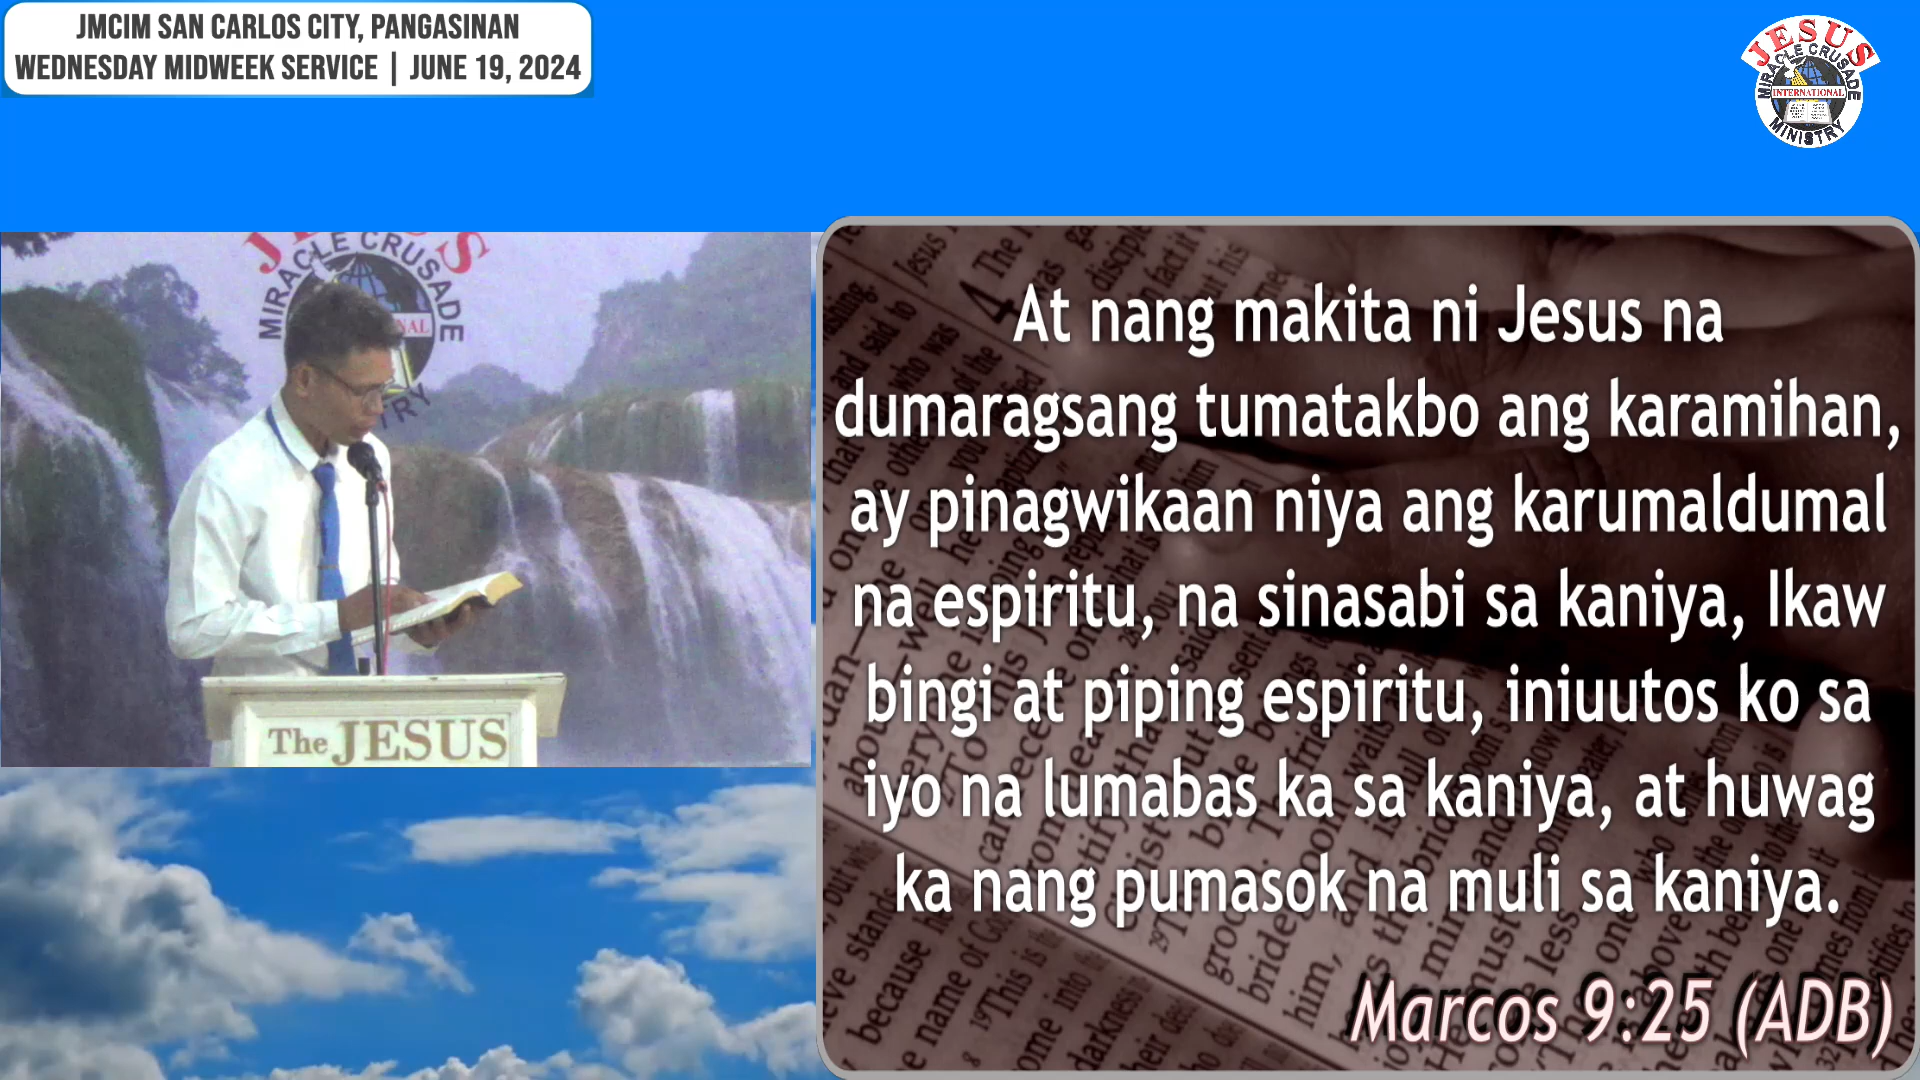 JMCIM SAN CARLOS CITY, PANGASINAN
WEDNESDAY MIDWEEK SERVICE | JUNE 19, 2024
JESUS
MIRACLE CRUSADE
INTERNATIONAL
MINISTRY
MIRACLE CRUSADE
The JESUS
At nang makita ni Jesus na
dumaragsang tumatakbo ang karamihan,
ay pinagwikaan niya ang karumaldumal
na espiritu, na sinasabi sa kaniya, Ikaw
bingi at piping espiritu, iniuutos ko sa
iyo na lumabas ka sa kaniya, at huwag
ka nang pumasok na muli sa kaniya.
Marcos 9:25 (ADB)